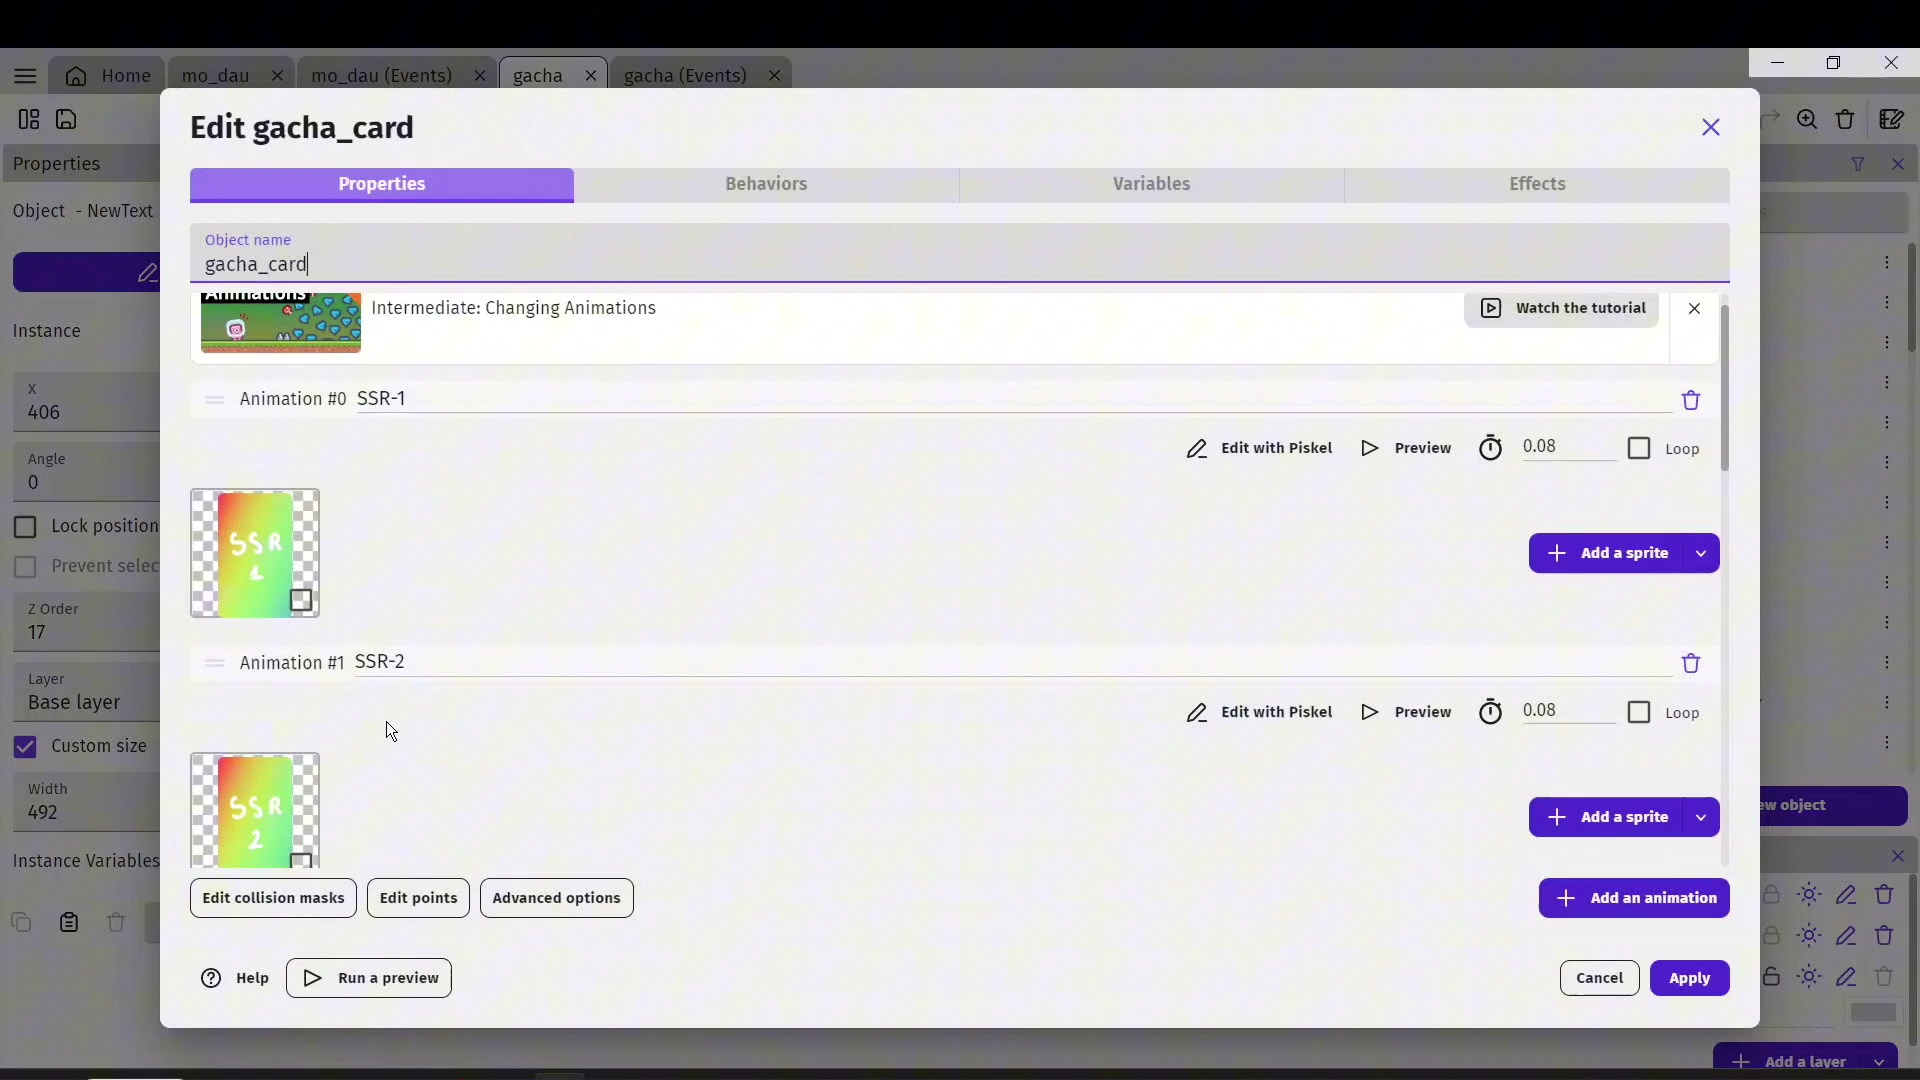 Home
mo_dau
mo_dau (Events)
gacha
gacha (Events)
Properties
Object - NewText
Instance
X
406
Angle
0
Lock position
Prevent selec
Z Order
17
Layer
Base layer
Custom size
Width
492
Instance Variables
Edit gacha_card
Properties
Behaviors
Variables
Effects
Object name
gacha_card
Animations
Intermediate: Changing Animations
Watch the tutorial
Animation #0 SSR-1
Edit with Piskel
Preview
0.08
Loop
SSR
1
Add a sprite
Animation #1 SSR-2
Edit with Piskel
Preview
0.08
Loop
SSR
2
Add a sprite
Edit collision masks
Edit points
Advanced options
Add an animation
Help
Run a preview
Cancel
Apply
ew object
Add a layer